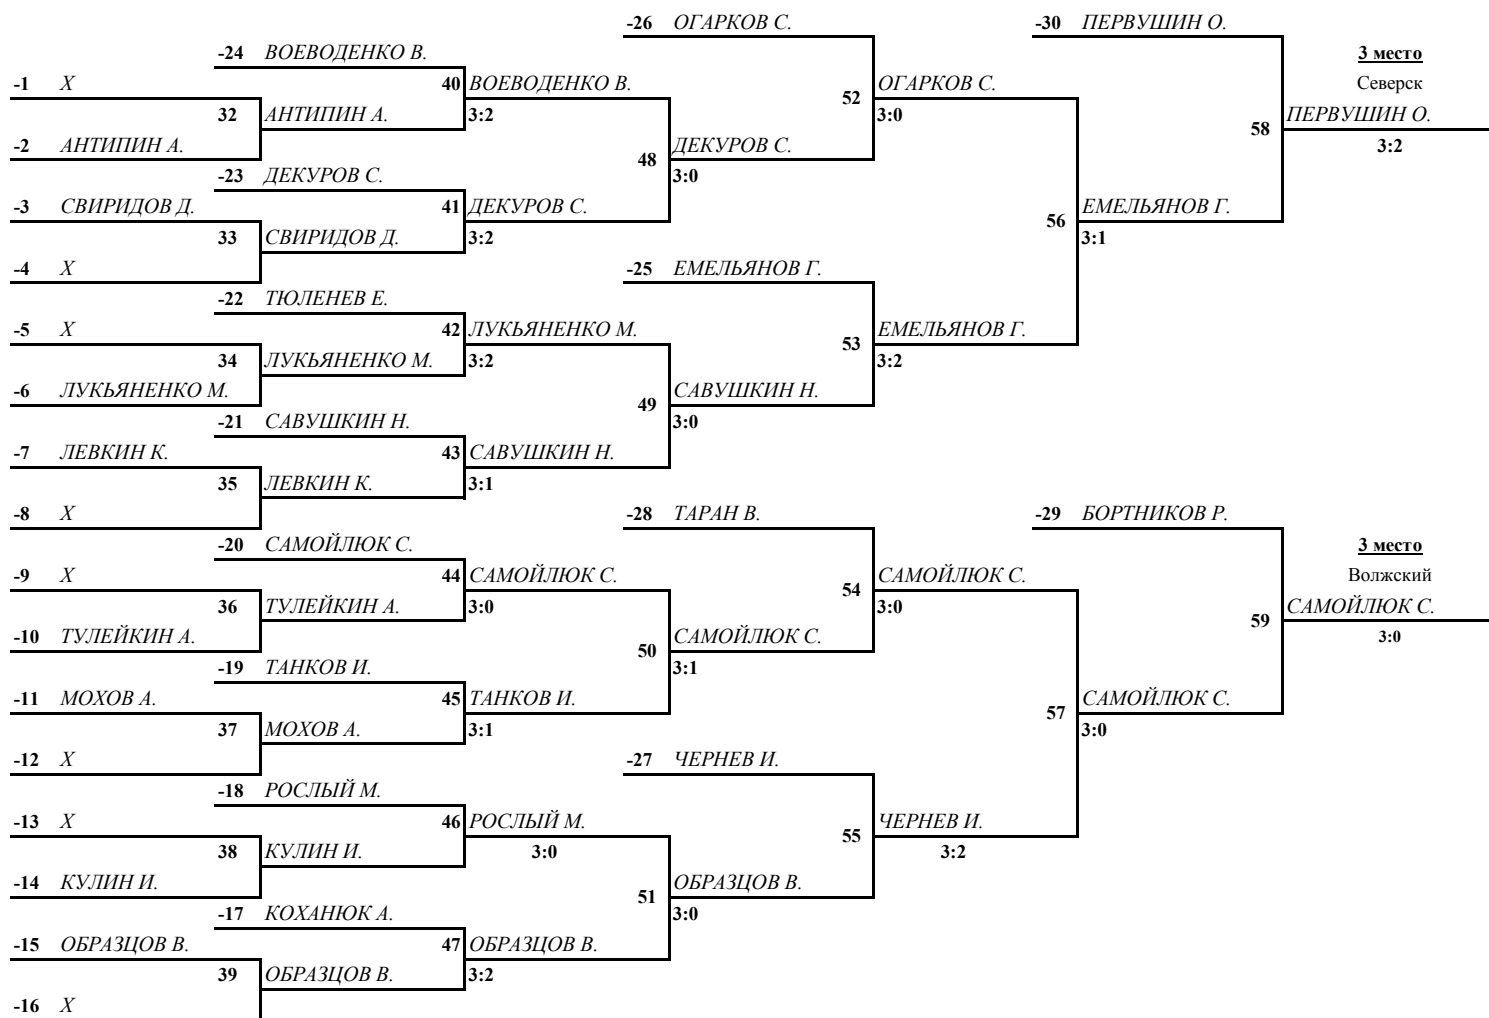 -26 ОГАРКОВ С. -30 ПЕРВУШИН О.
-24 ВОЕВОДЕНКО В. 3 место
-1 X 40 ВОЕВОДЕНКО В. 52 ОГАРКОВ С. Северск
32 АНТИПИН А. 3:2 3:0 58 ПЕРВУШИН О.
-2 АНТИПИН А. 48 ДЕКУРОВ С. 3:2
-23 ДЕКУРОВ С. 3:0
-3 СВИРИДОВ Д. 41 ДЕКУРОВ С. 56 ЕМЕЛЬЯНОВ Г.
33 СВИРИДОВ Д. 3:2 3:1
-4 X -25 ЕМЕЛЬЯНОВ Г.
-22 ТЮЛЕНЕВ Е.
-5 X 42 ЛУКЬЯНЕНКО М. 53 ЕМЕЛЬЯНОВ Г.
34 ЛУКЬЯНЕНКО М. 3:2 3:2
-6 ЛУКЬЯНЕНКО М. 49 САВУШКИН Н.
-21 САВУШКИН Н. 3:0
-7 ЛЕВКИН К. 43 САВУШКИН Н.
35 ЛЕВКИН К. 3:1
-8 X -28 ТАРАН В. -29 БОРТНИКОВ Р.
-20 САМОЙЛЮК С. 3 место
-9 X 44 САМОЙЛЮК С. 54 САМОЙЛЮК С. Волжский
36 ТУЛЕЙКИН А. 3:0 3:0 59 САМОЙЛЮК С.
-10 ТУЛЕЙКИН А. 50 САМОЙЛЮК С. 3:0
-19 ТАНКОВ И. 3:1
-11 МОХОВ А. 45 ТАНКОВ И. 57 САМОЙЛЮК С.
37 МОХОВ А. 3:1 3:0
-12 X -27 ЧЕРНЕВ И.
-18 РОСЛЫЙ М.
-13 X 46 РОСЛЫЙ М. 55 ЧЕРНЕВ И.
38 КУЛИН И. 3:0 3:2
-14 КУЛИН И. 51 ОБРАЗЦОВ В.
-17 КОХАНЮК А. 3:0
-15 ОБРАЗЦОВ В. 47 ОБРАЗЦОВ В.
39 ОБРАЗЦОВ В. 3:2
-16 X